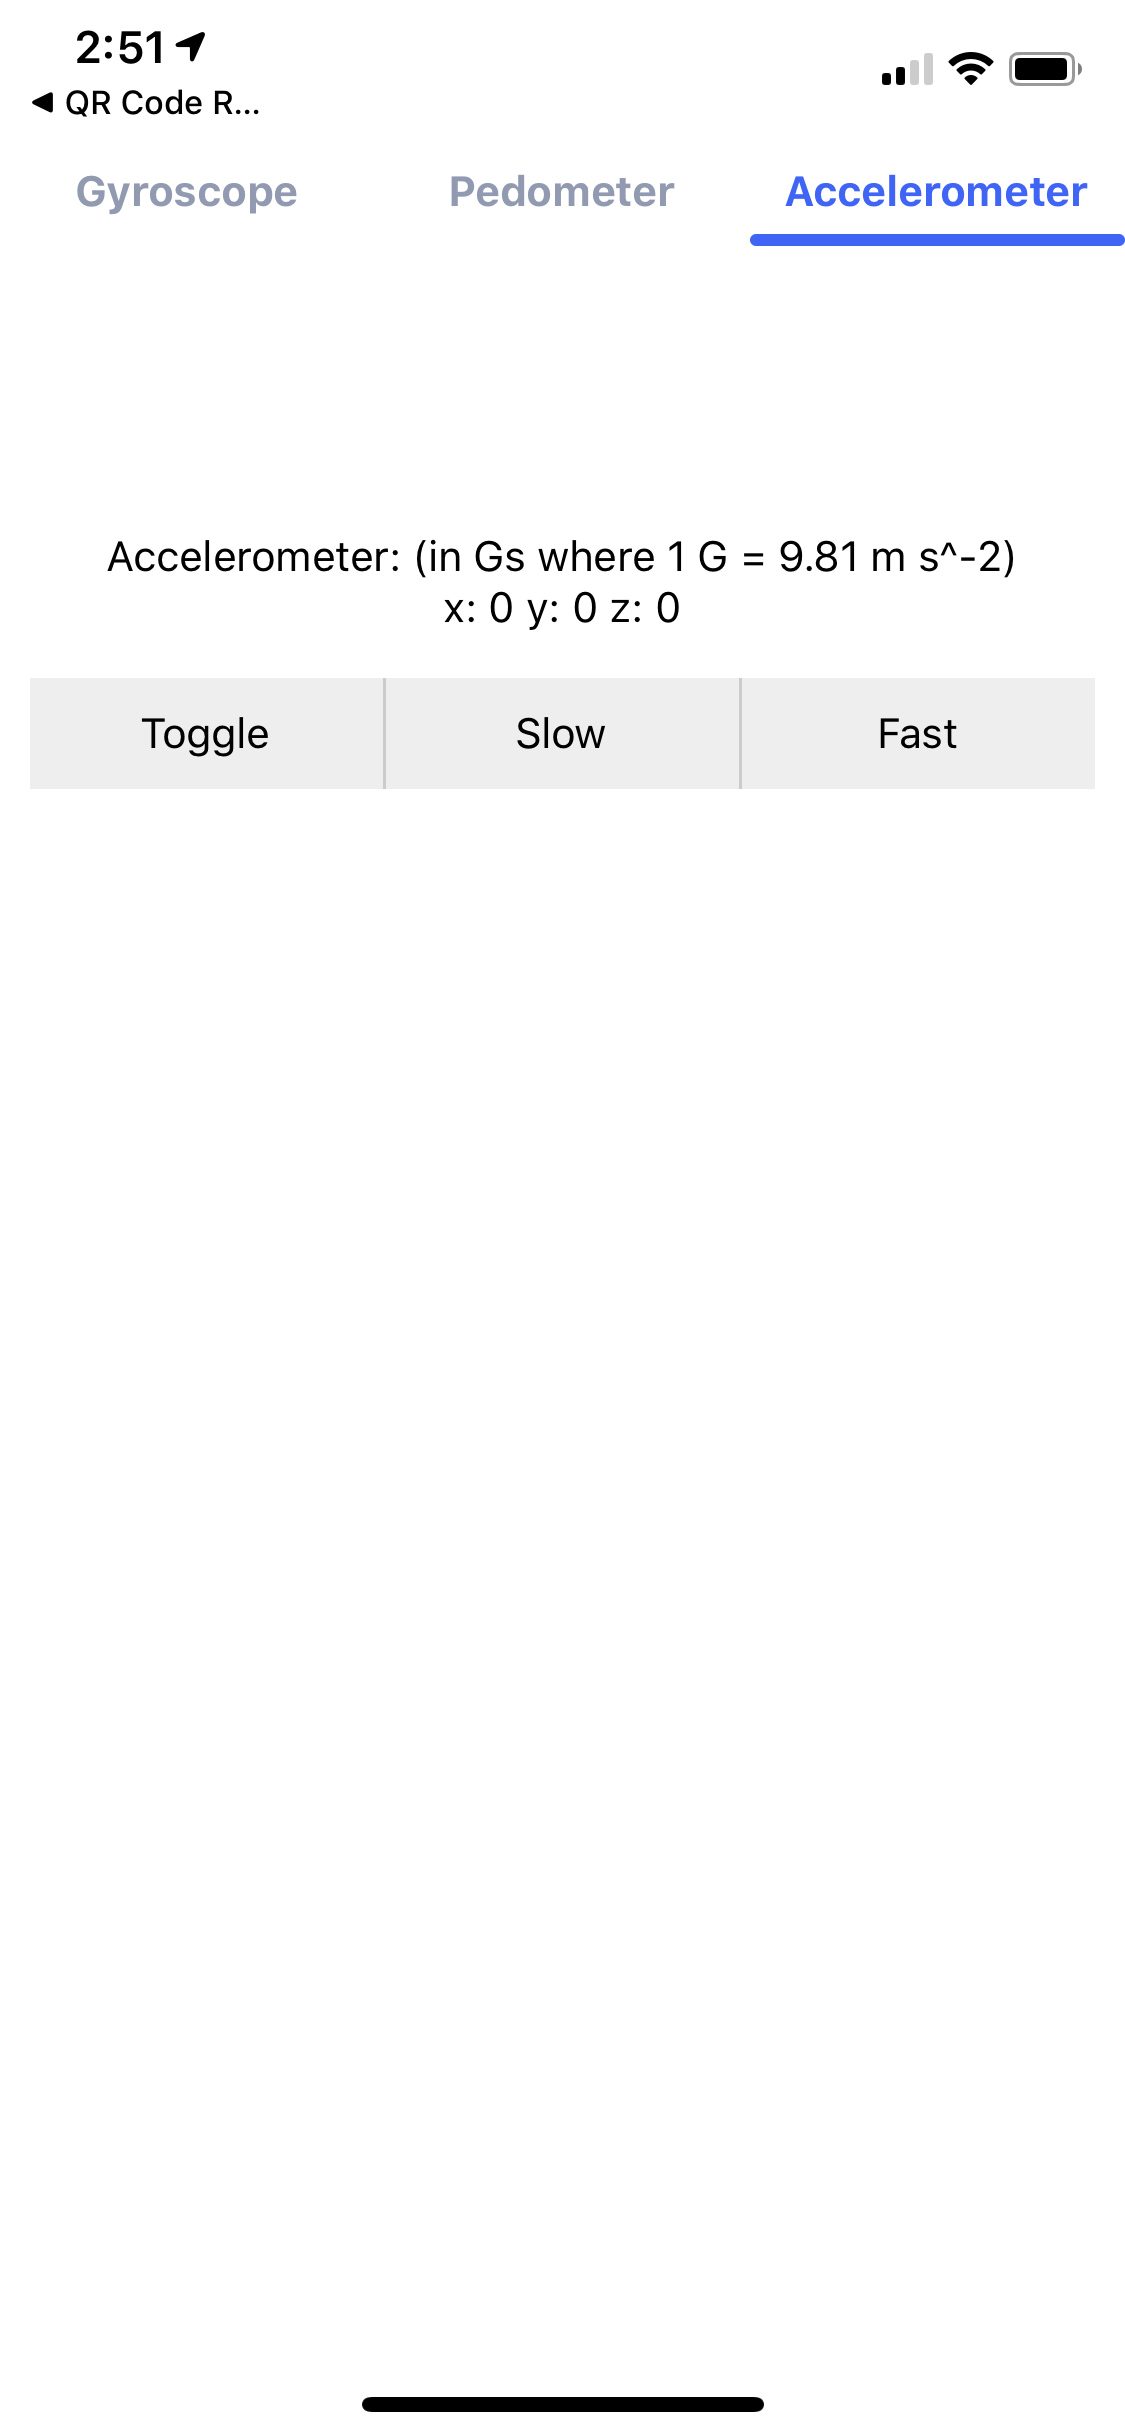 2:51
QR Code R...
Gyroscope Pedometer Accelerometer
Accelerometer: (in Gs where 1 G = 9.81 m s^-2)
x: 0 y: 0 z: 0
Toggle Slow Fast